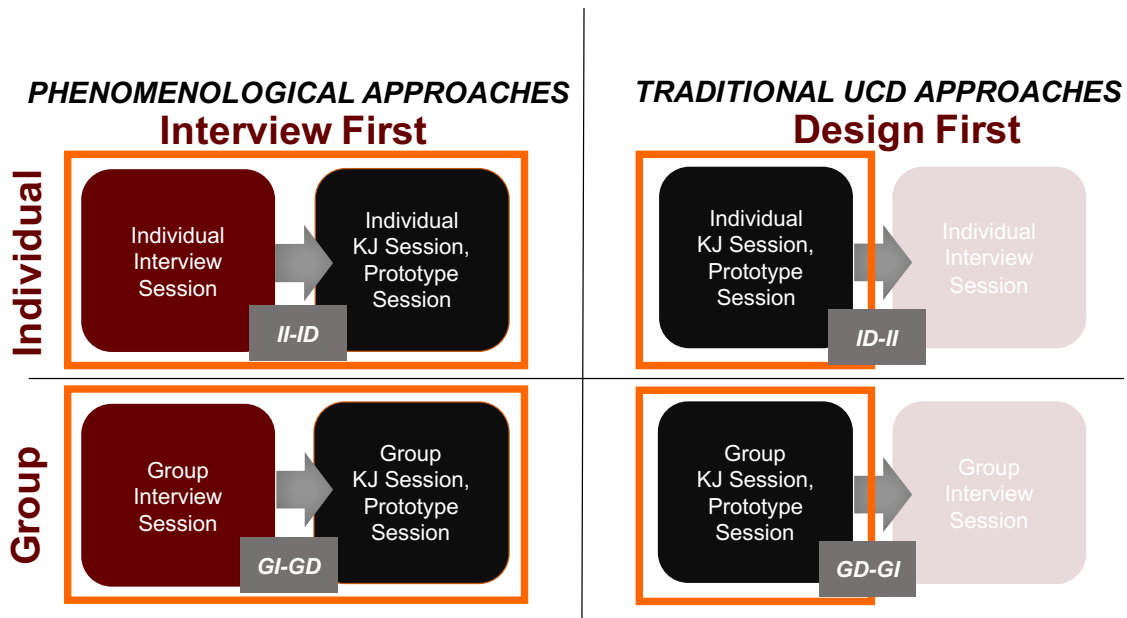 PHENOMENOLOGICAL APPROACHES
Interview First
TRADITIONAL UCD APPROACHES
Design First
Individual
Individual
Interview
Session
Individual
KJ Session,
Prototype
Session
II-ID
Individual
KJ Session,
Prototype
Session
Individual
Interview
Session
ID-II
Group
Group
Interview
Session
Group
KJ Session,
Prototype
Session
GI-GD
Group
KJ Session,
Prototype
Session
Group
Interview
Session
GD-GI